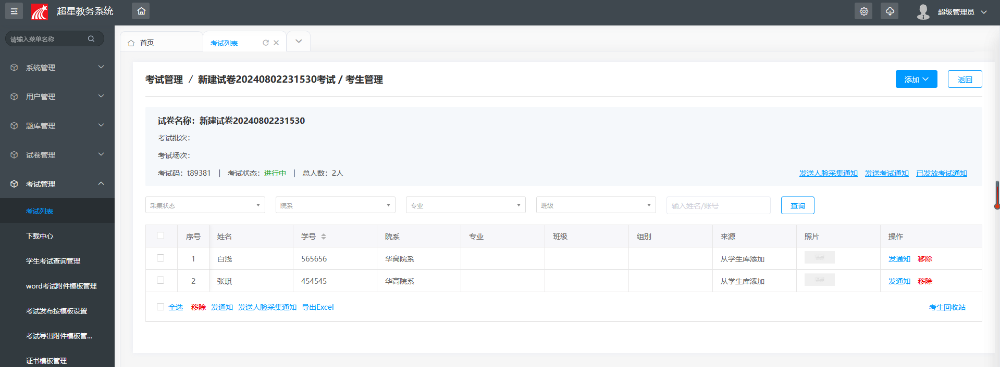 超星教务系统
超级管理员
请输入菜单名称
系统管理
用户管理
题库管理
试卷管理
考试管理
考试列表
下载中心
学生考试查询管理
word考试附件模板管理
考试发布按模板设置
考试导出附件模板管...
证书模板管理
首页
考试列表
考试管理 / 新建试卷20240802231530考试 / 考生管理
添加
返回
试卷名称：新建试卷20240802231530
考试批次：
考试场次：
考试码：t89381 | 考试状态：进行中 | 总人数：2人
发送人脸采集通知 发送考试通知 已发放考试通知
采集状态 院系 专业 班级 输入姓名/账号 查询
序号 姓名 学号 院系 专业 班级 组别 来源 照片 操作
1 白浅 565656 华高院系 从学生库添加 发通知 移除
2 张琪 454545 华高院系 从学生库添加 发通知 移除
全选 移除 发通知 发送人脸采集通知 导出Excel 考生回收站